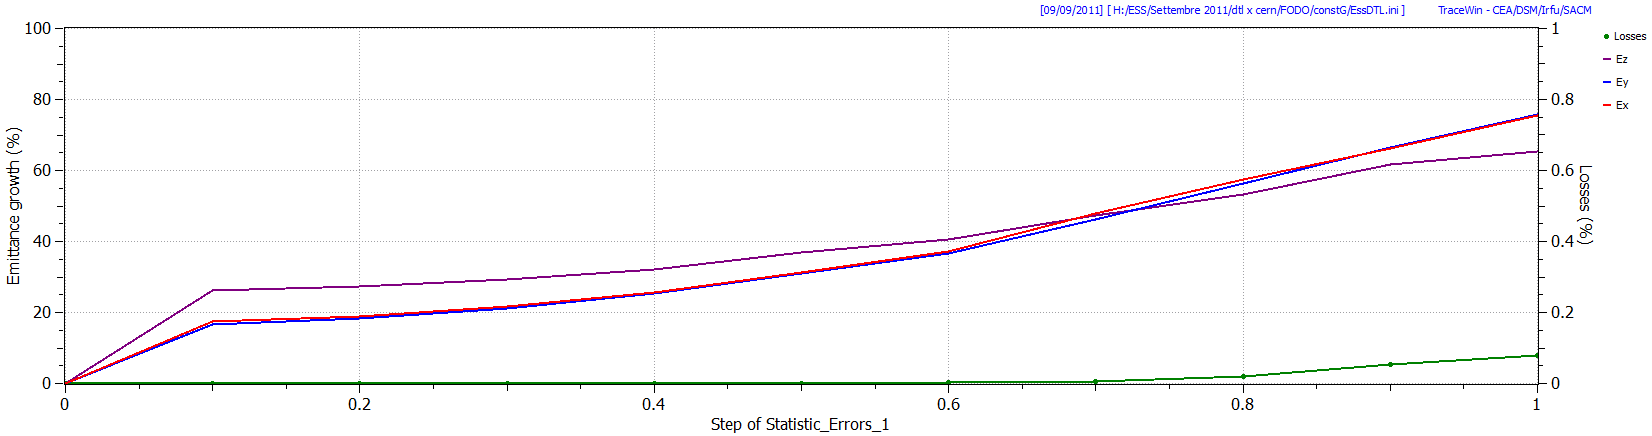 [09/09/2011] [ H:/ESS/Settembre 2011/dtl x cern/FODO/constG/EssDTL.ini ] TraceWin - CEA/DSM/Irfu/SACM
Losses
Ez
Ey
Ex
Emittance growth (%)
100
80
60
40
20
0
1
0.8
0.6
0.4
0.2
0
Losses (%)
0 0.2 0.4 0.6 0.8 1
Step of Statistic_Errors_1